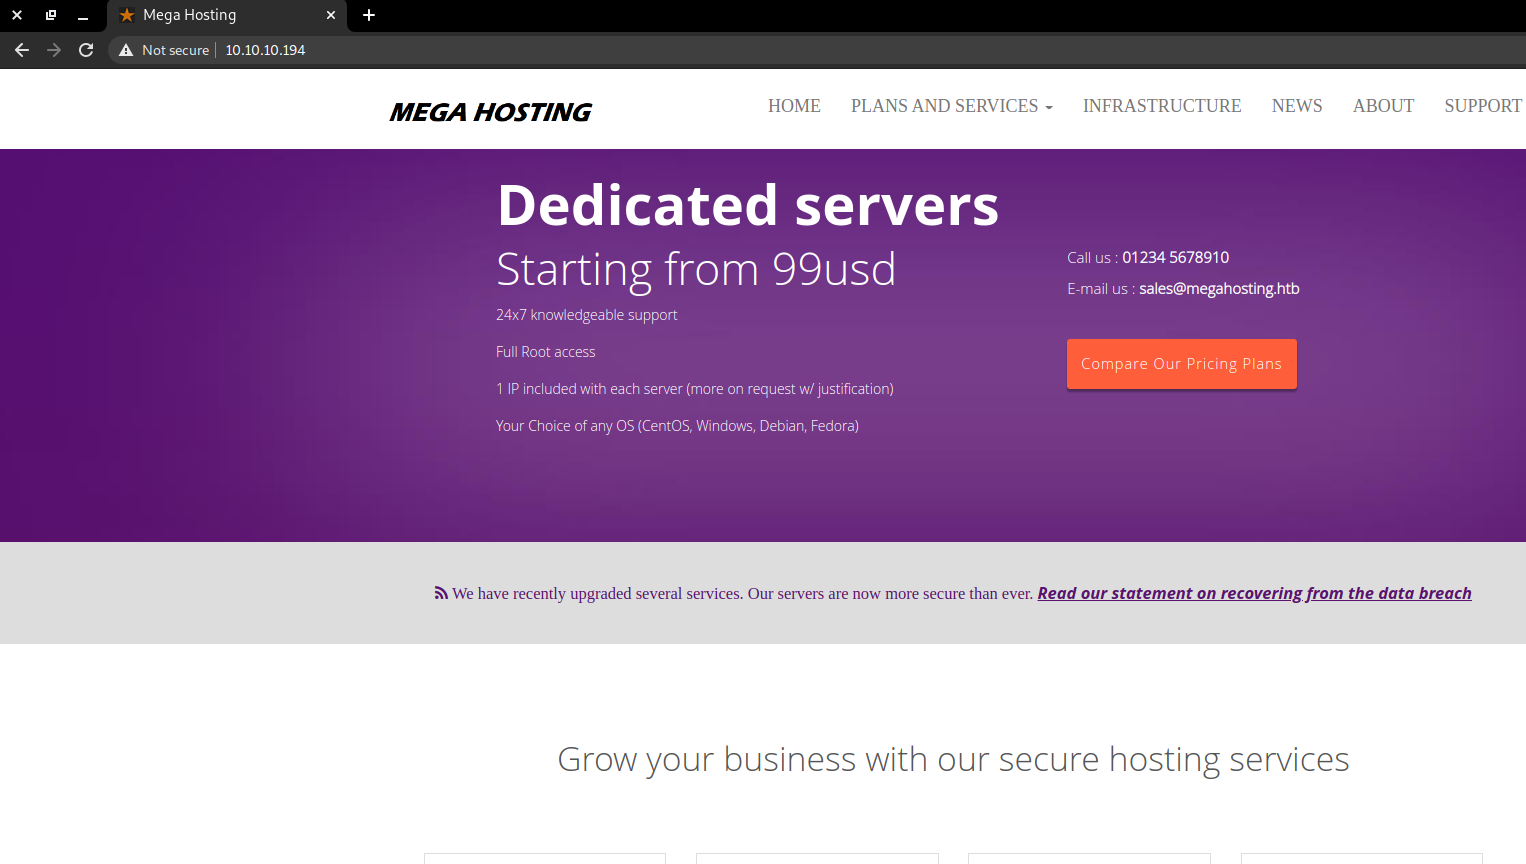 Mega Hosting
Not secure 10.10.10.194
MEGA HOSTING
HOME PLANS AND SERVICES INFRASTRUCTURE NEWS ABOUT SUPPORT
Dedicated servers
Starting from 99usd
24x7 knowledgeable support
Full Root access
1 IP included with each server (more on request w/ justification)
Your Choice of any OS (CentOS, Windows, Debian, Fedora)
Call us : 01234 5678910
E-mail us : sales@megahosting.htb
Compare Our Pricing Plans
We have recently upgraded several services. Our servers are now more secure than ever. Read our statement on recovering from the data breach
Grow your business with our secure hosting services